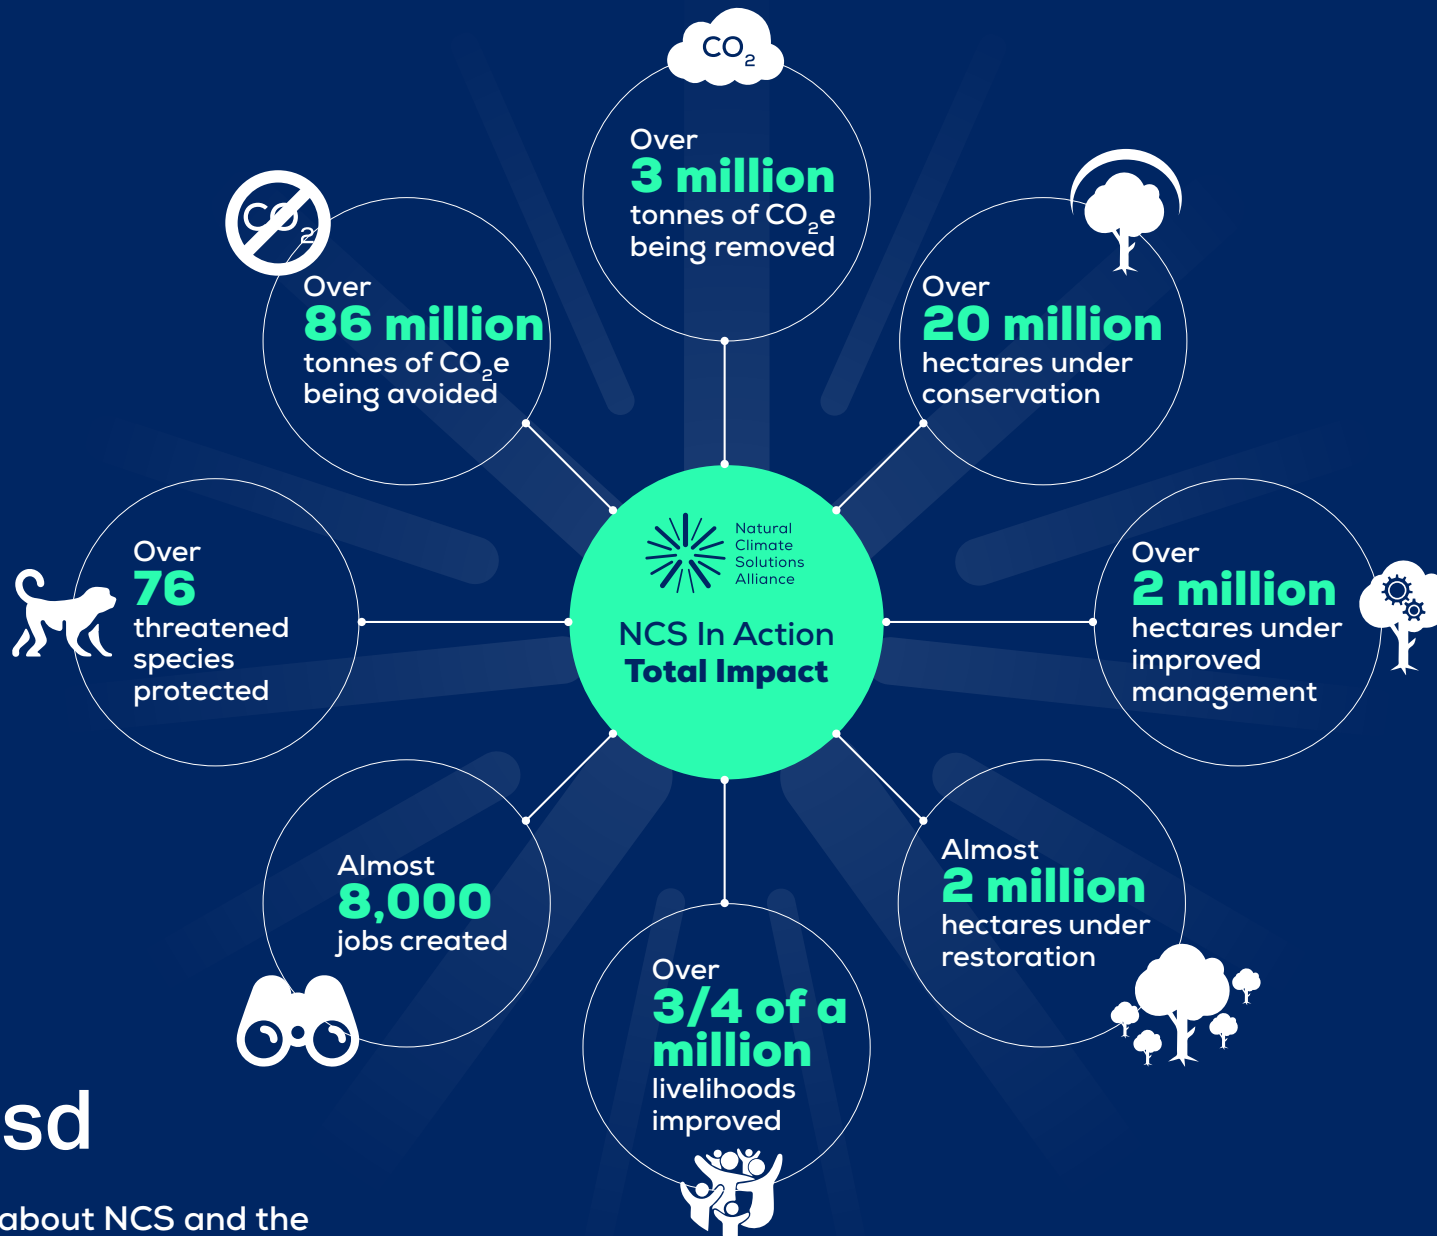 CO2
Over
3 million
tonnes of CO2e
being removed
Over
20 million
hectares under
conservation
Over
2 million
hectares under
improved
management
Almost
2 million
hectares under
restoration
Over
3/4 of a
million
livelihoods
improved
Almost
8,000
jobs created
Over
76
threatened
species
protected
CO2
Over
86 million
tonnes of CO2e
being avoided
Natural
Climate
Solutions
Alliance
NCS In Action
Total Impact
sd
about NCS and the